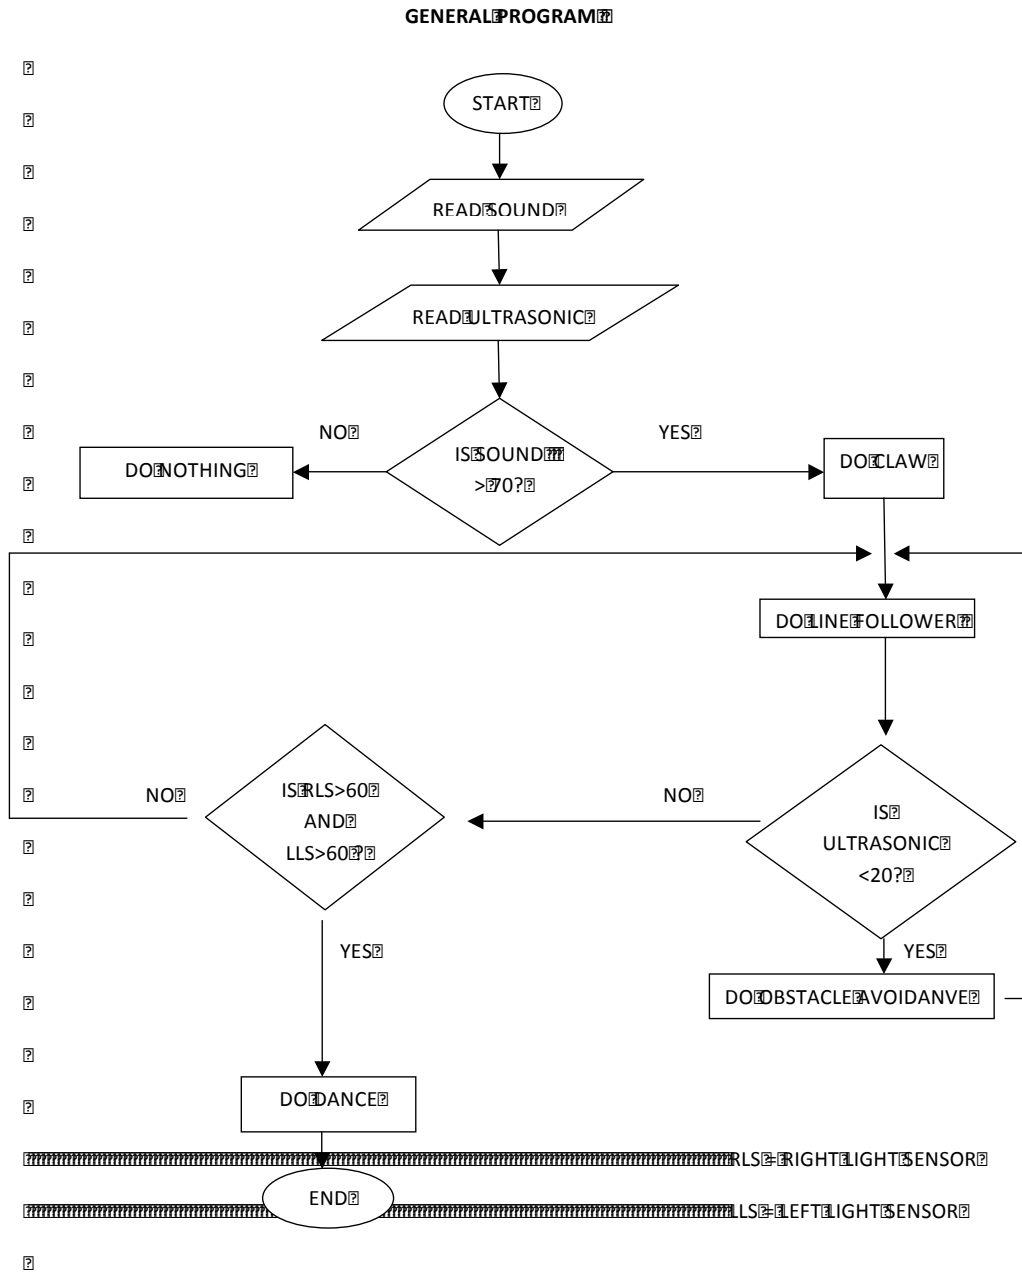 GENERAL PROGRAM
START
READ SOUND
READ ULTRASONIC
NO
IS SOUND
> 70?
YES
DO NOTHING
DO CLAW
DO LINE FOLLOWER
NO
IS RLS>60
AND
LLS>60 ?
NO
IS
ULTRASONIC
<20?
YES
YES
DO OBSTACLE AVOIDANVE
DO DANCE
RLS = RIGHT LIGHT SENSOR
END
LLS = LEFT LIGHT SENSOR